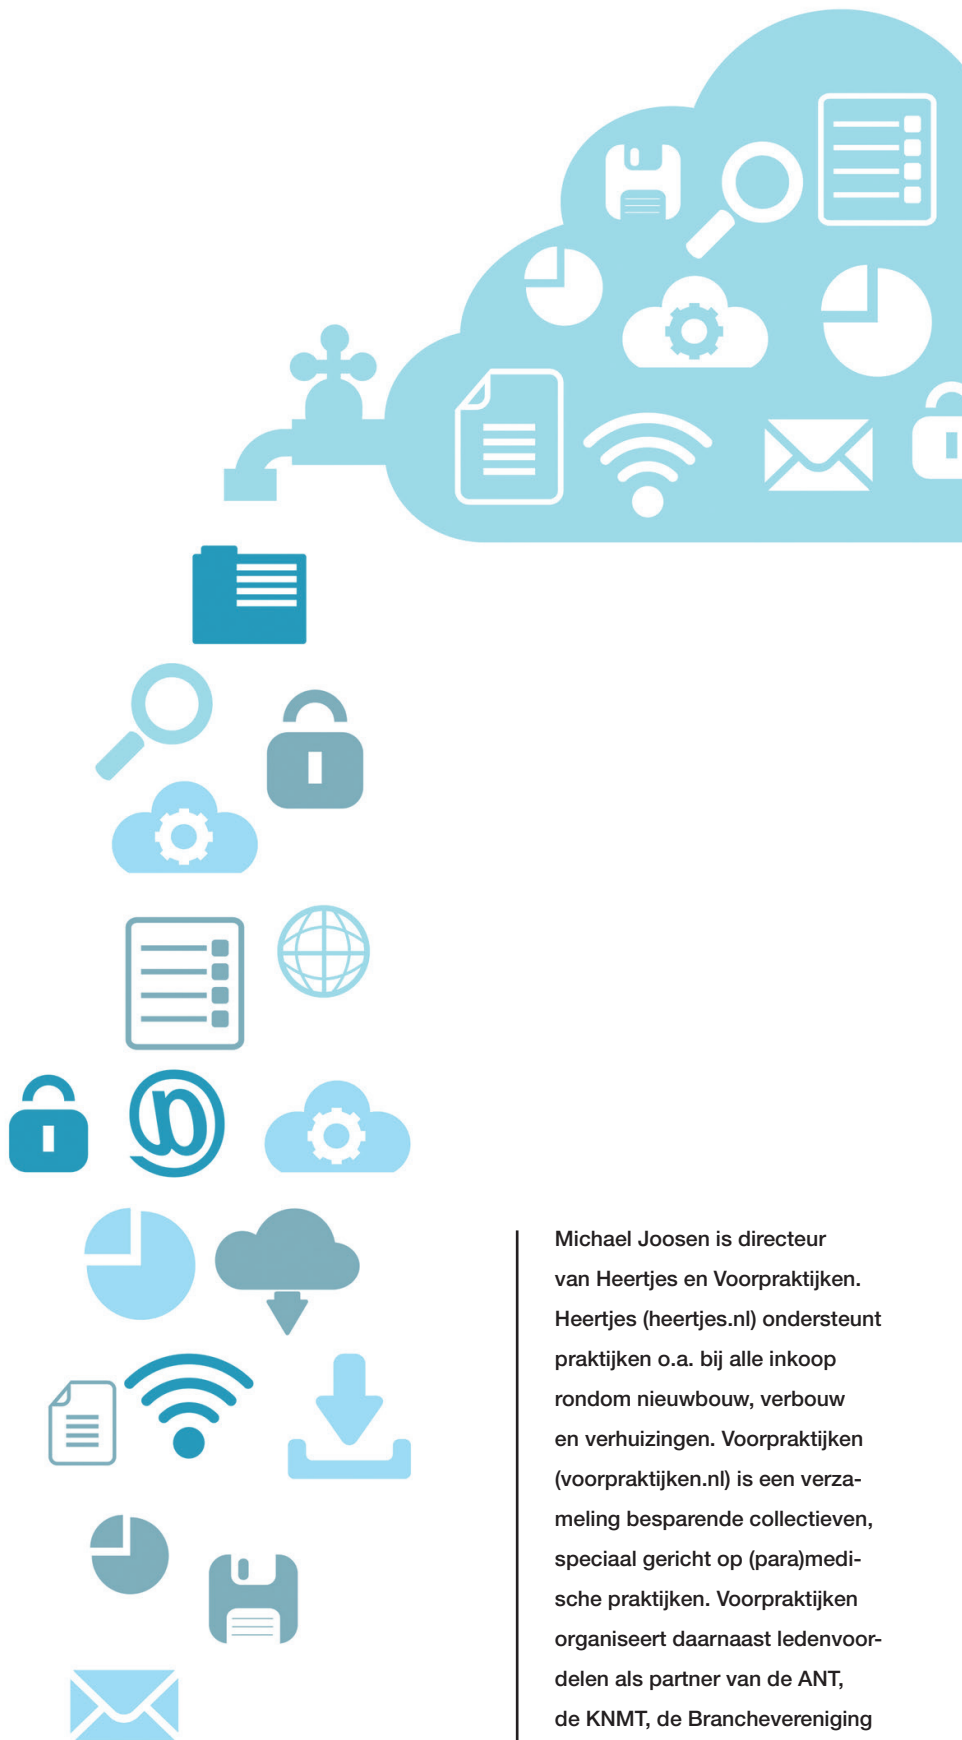 Michael Joosen is directeur
van Heertjes en Voorpraktijken.
Heertjes (heertjes.nl) ondersteunt
praktijken o.a. bij alle inkoop
rondom nieuwbouw, verbouw
en verhuizingen. Voorpraktijken
(voorpraktijken.nl) is een verza-
meling besparende collectieven,
speciaal gericht op (para)medi-
sche praktijken. Voorpraktijken
organiseert daarnaast ledenvoor-
delen als partner van de ANT,
de KNMT, de Branchevereniging